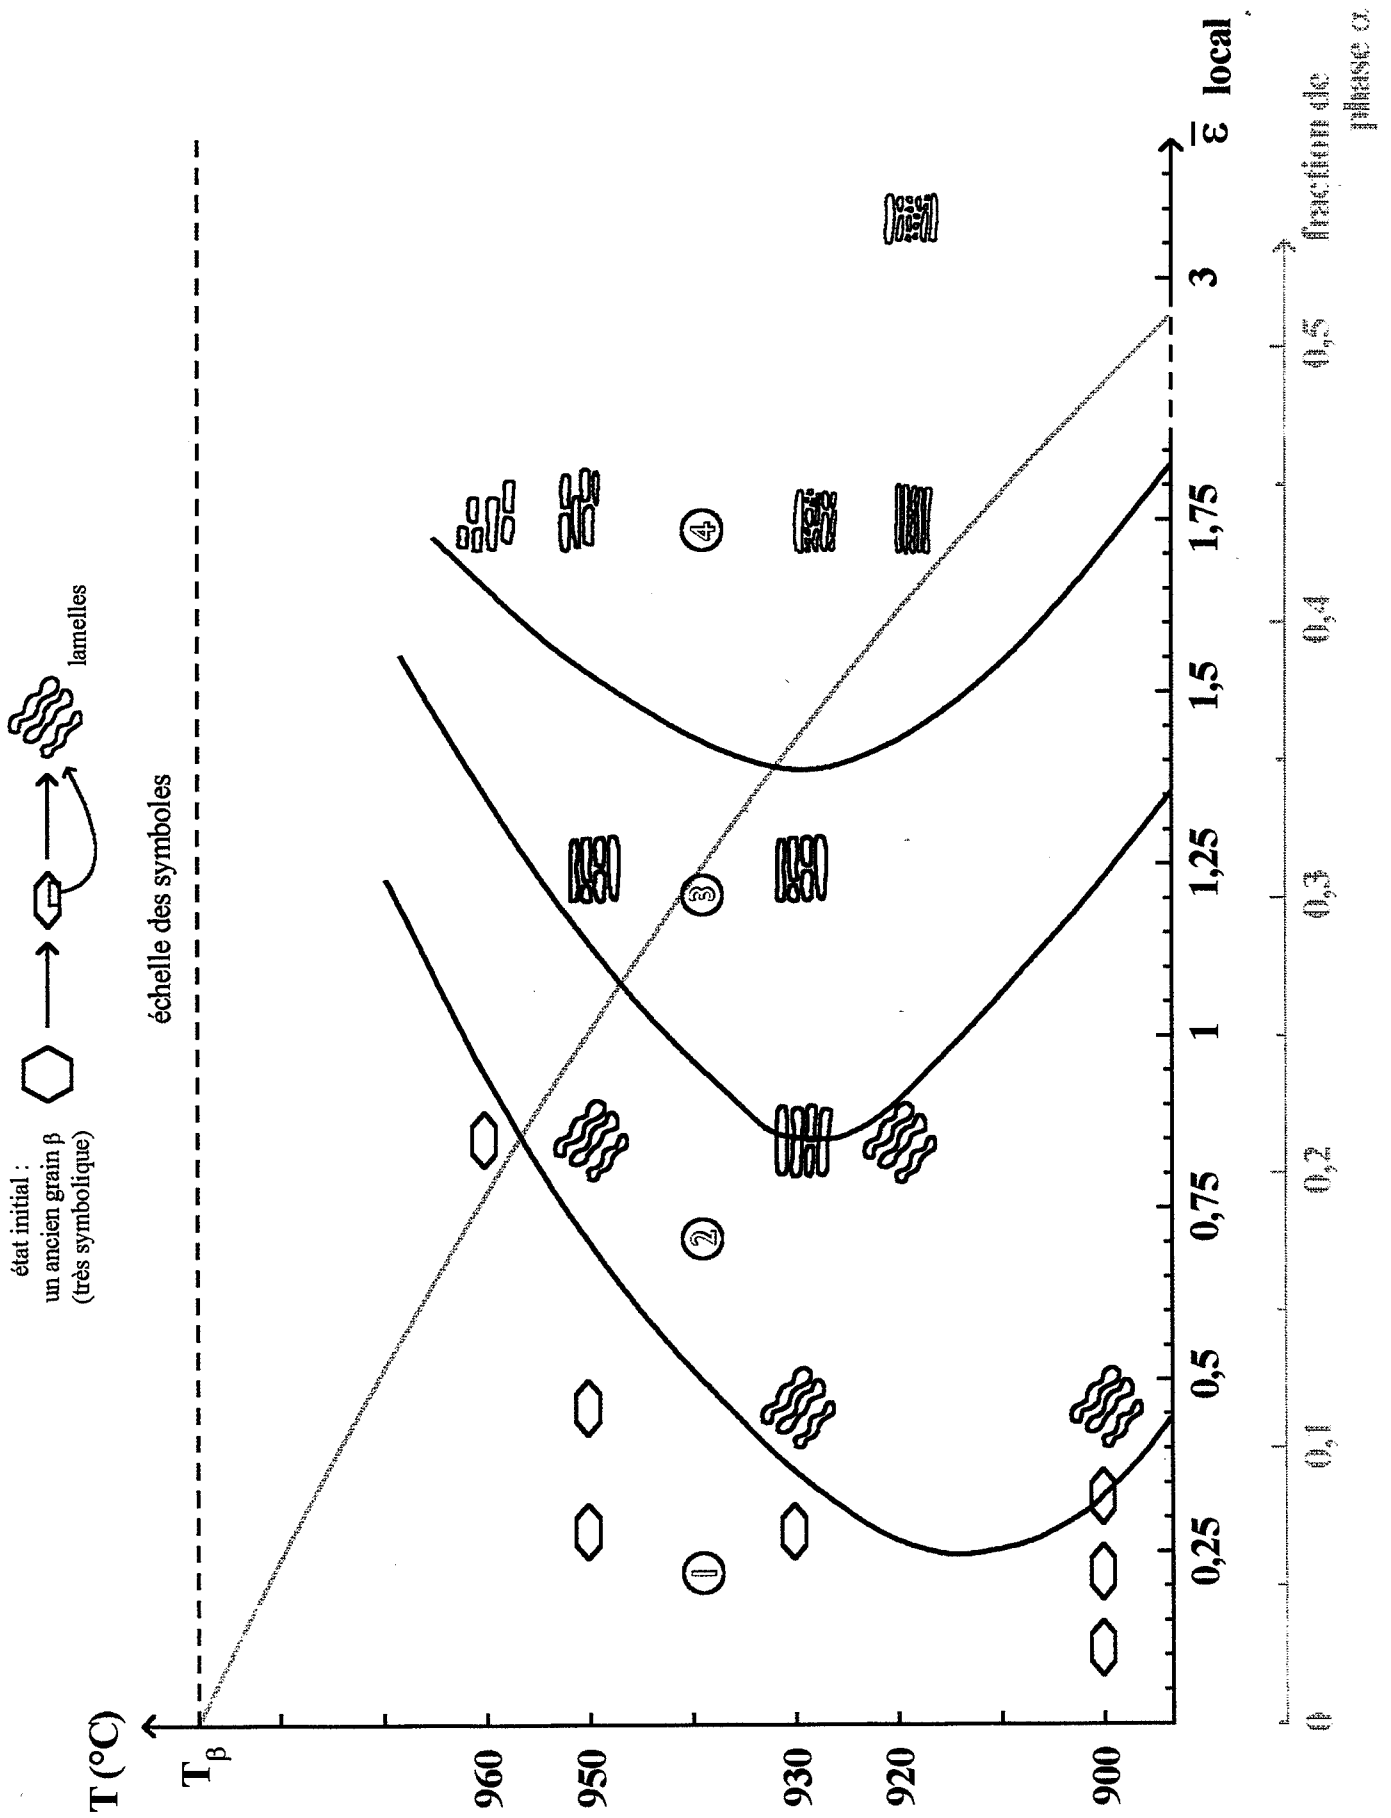 état initial :
un ancien grain β
(très symbolique)
lamelles
échelle des symboles
T (°C)
Tβ
960
950
930
920
900
1
2
3
4
0,25
0,5
0,75
1
1,25
1,5
1,75
3
ε̅ local
0
0,1
0,2
0,3
0,4
0,5
fraction de
phase α